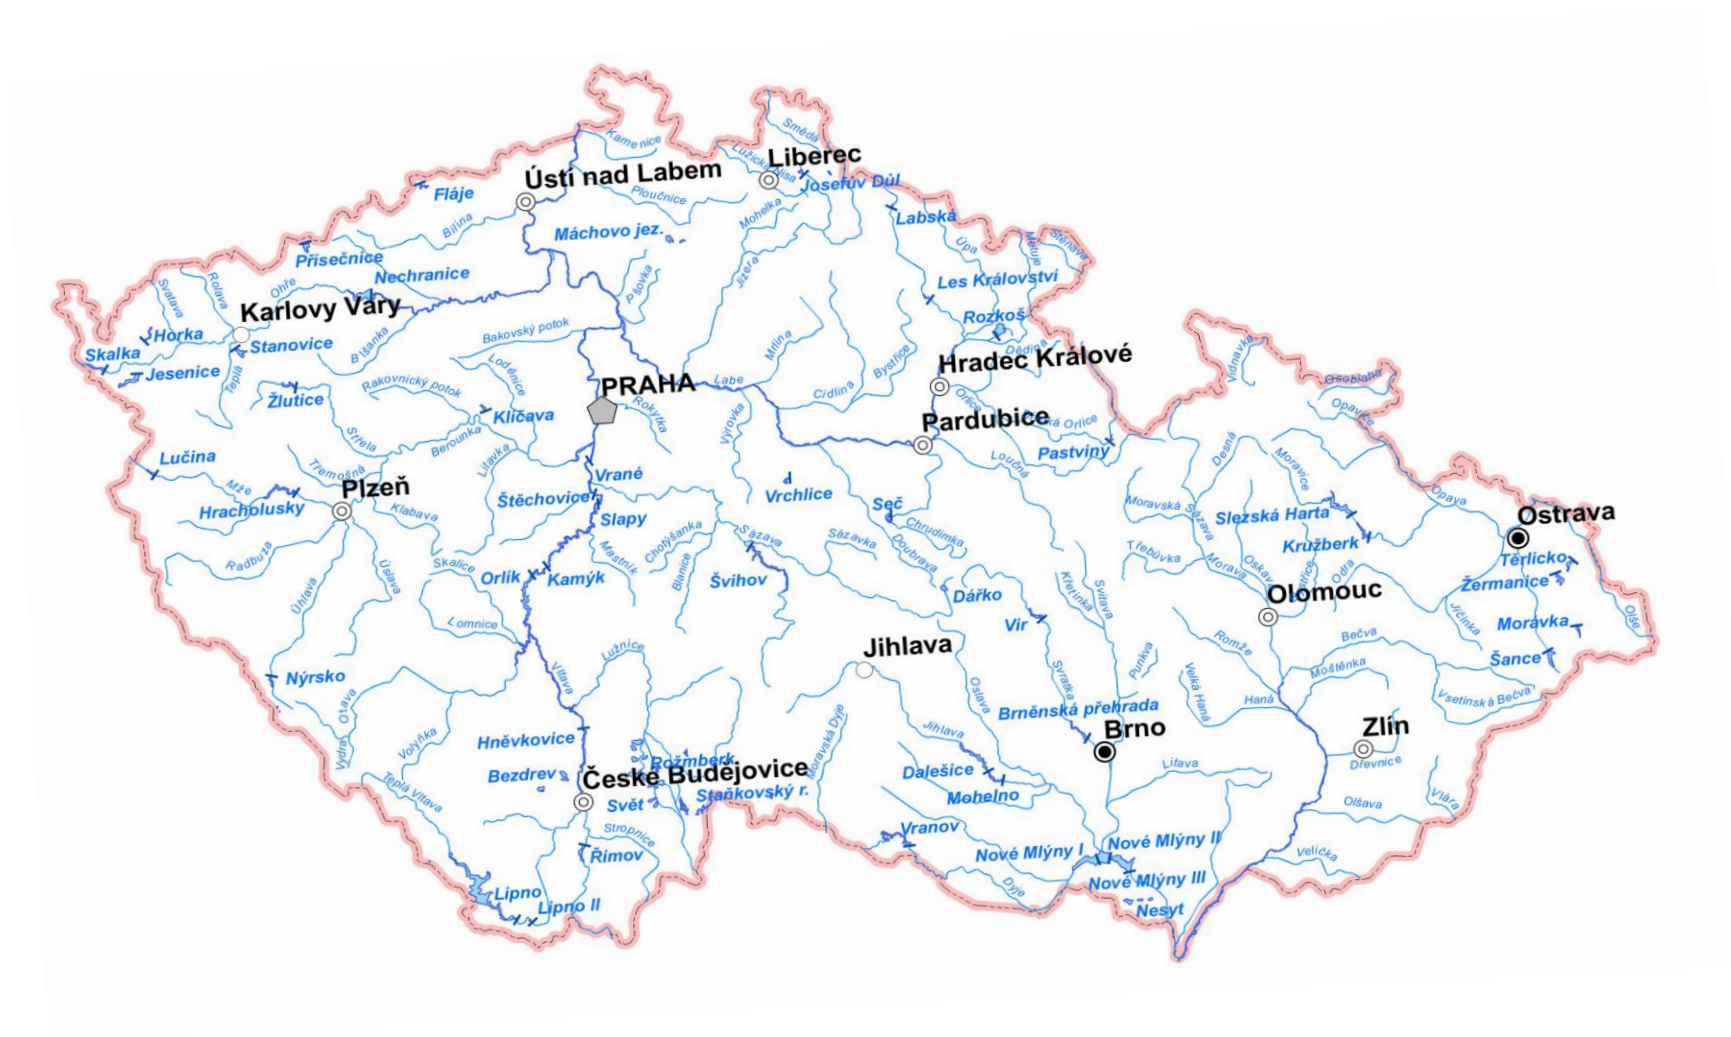 Kamenice
Smědá
Liberec
Lužická Nisa
Ústí nad Labem
Josefův Důl
Fláje
Ploučnice
Mohelka
Labská
Bílina
Máchovo jez.
Úpa
Metuje
Stěnava
Přísečnice
Nechranice
Jizera
Pšovka
Les Království
Svatava
Rolava
Ohře
Karlovy Vary
Rozkoš
Horka
Bakovský potok
Mrlina
Dědina
Skalka
Stanovice
Blšanka
Loděnice
Bystřice
Hradec Králové
Vidnavka
Jesenice
Teplá
Rakovnický potok
PRAHA
Labe
Cidlina
Osoblaha
Žlutice
Klíčava
Rokytka
Výrovka
Orlice
Pardubice
Opavice
Střela
Berounka
Pastviny
Desná
Lučina
Třemošná
Litavka
Vrané
Loučná
Moravice
Mže
Plzeň
Štěchovice
Vrchlice
Hracholusky
Klabava
Slapy
Seč
Moravská Sázava
Slezská Harta
Opava
Ostrava
Chotýšanka
Sázava
Sázavka
Chrudimka
Doubrava
Kružberk
Radbuza
Úslava
Skalice
Mastník
Blanice
Třebůvka
Morava
Oskava
Odra
Těrlicko
Úhlava
Orlík
Kamýk
Švihov
Dářko
Křetínka
Svitava
Olomouc
Žermanice
Lomnice
Vír
Jičínka
Olše
Morávka
Lužnice
Jihlava
Punkva
Romže
Bečva
Šance
Nýrsko
Vltava
Svratka
Velká Haná
Moštěnka
Otava
Oslava
Haná
Vsetínská Bečva
Moravská Dyje
Brněnská přehrada
Vydra
Volyňka
Hněvkovice
Jihlava
Brno
Zlín
Rožmberk
Bezdrev
České Budějovice
Dalešice
Litava
Dřevnice
Teplá Vltava
Svět
Staňkovský r.
Mohelno
Olšava
Vlára
Stropnice
Vranov
Římov
Nové Mlýny I
Nové Mlýny II
Velička
Lipno
Dyje
Nové Mlýny III
Lipno II
Nesyt